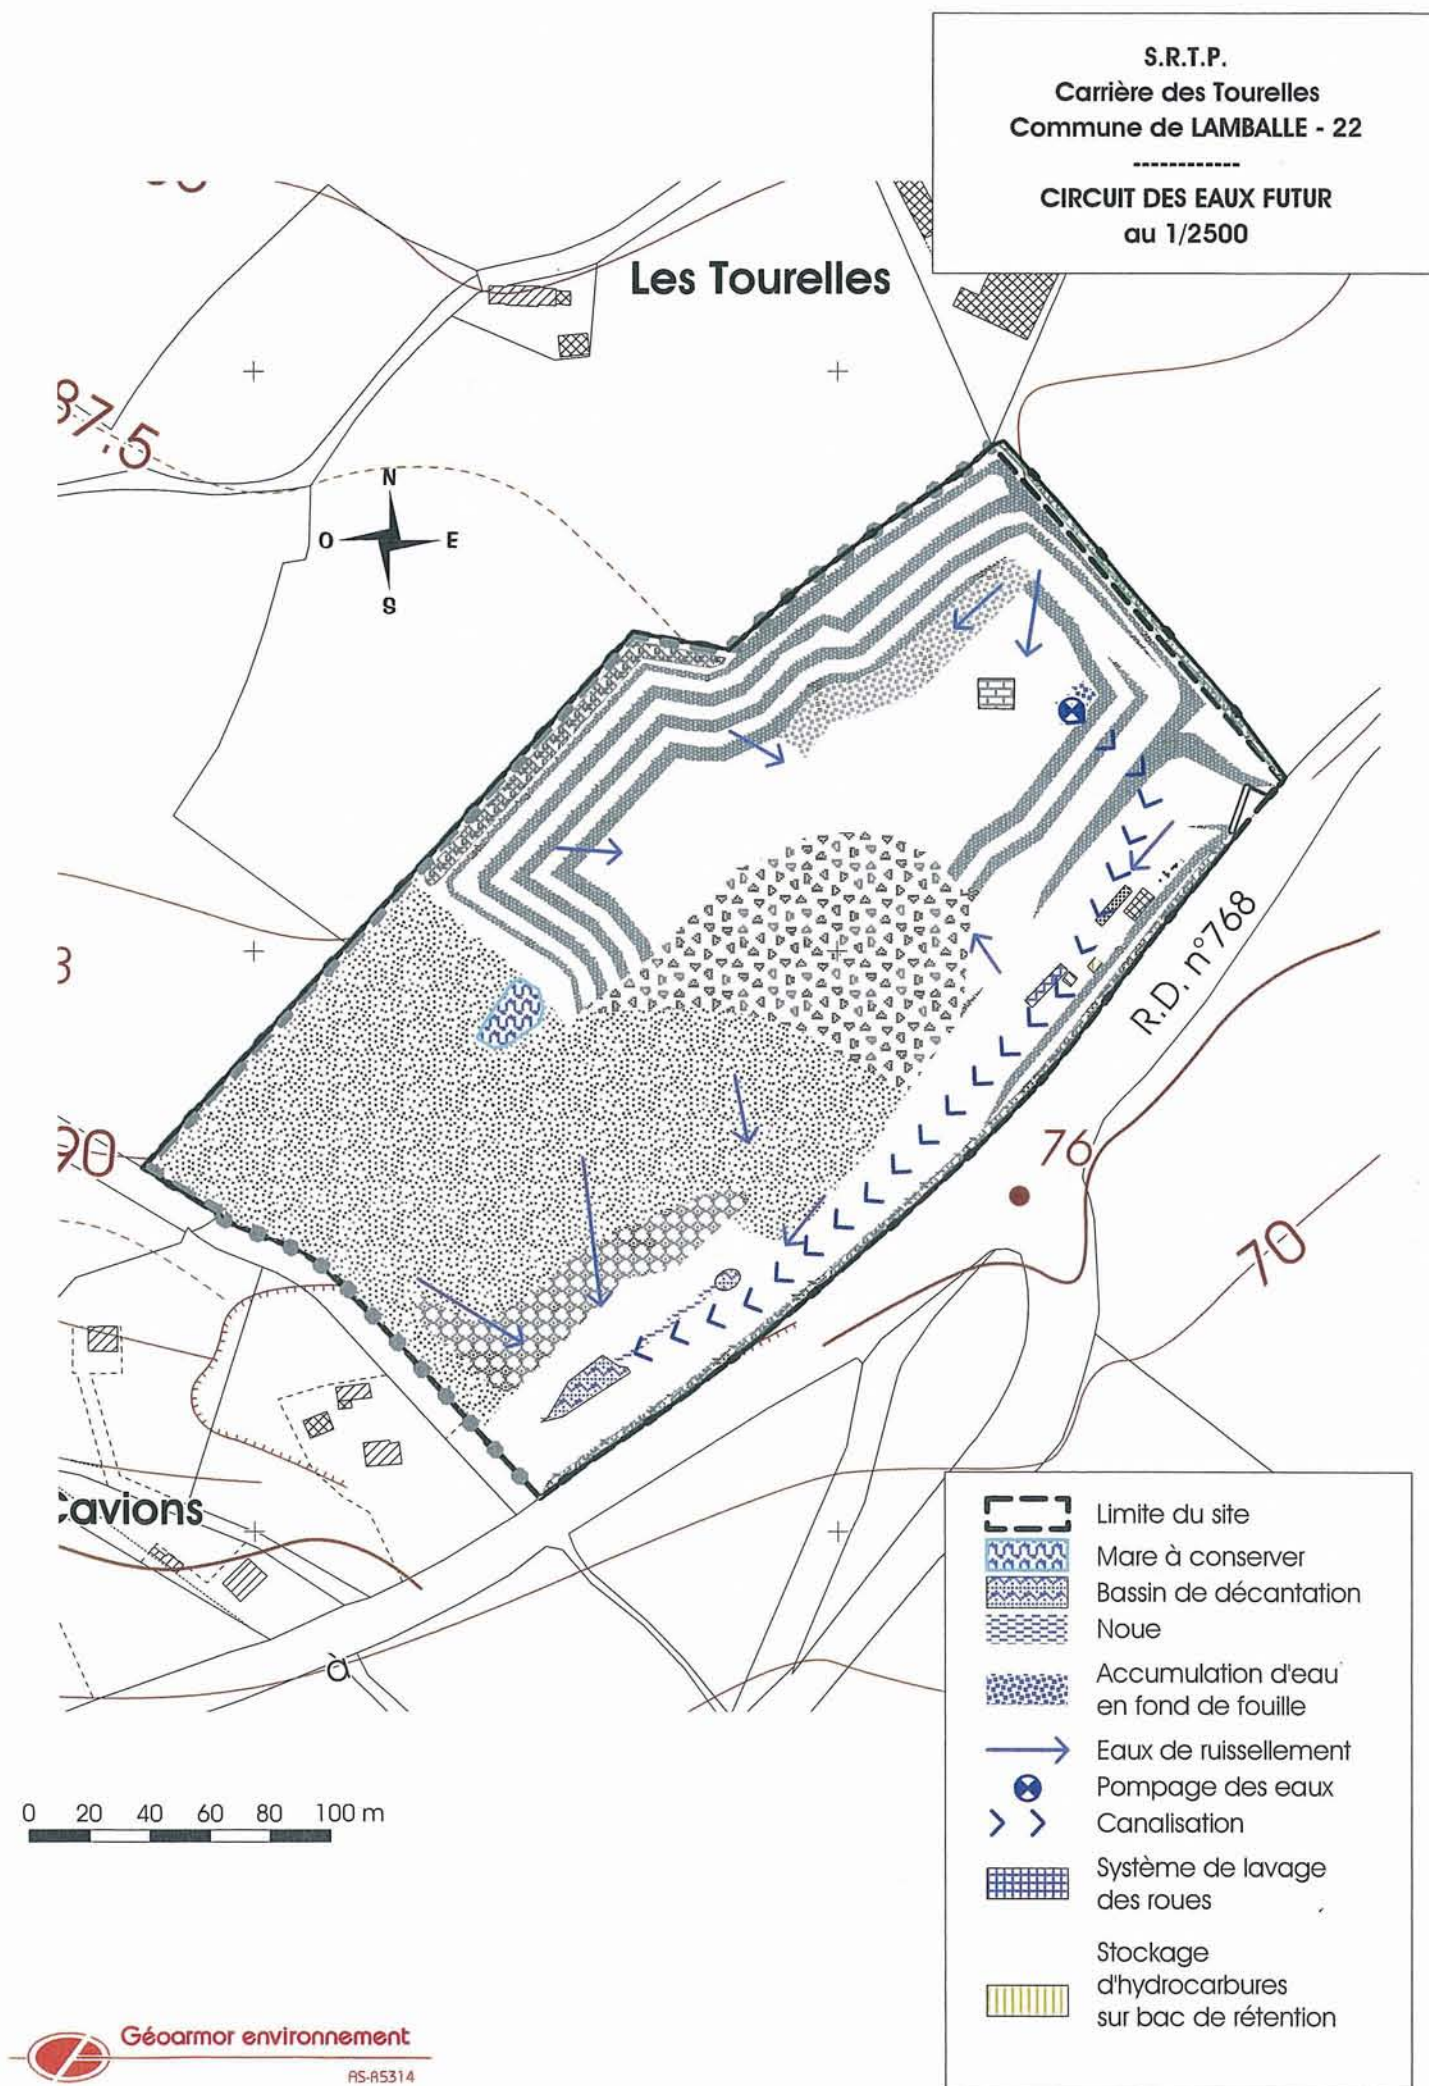 S.R.T.P.
Carrière des Tourelles
Commune de LAMBALLE - 22
------------
CIRCUIT DES EAUX FUTUR
au 1/2500
Les Tourelles
87.5
N
O
E
S
R.D. n°768
90
76
70
Limite du site
Mare à conserver
Bassin de décantation
Noue
Accumulation d'eau
en fond de fouille
Eaux de ruissellement
Pompage des eaux
Canalisation
Système de lavage
des roues
Stockage
d'hydrocarbures
sur bac de rétention
avions
à
0 20 40 60 80 100 m
Géoarmor environnement
AS-A5314